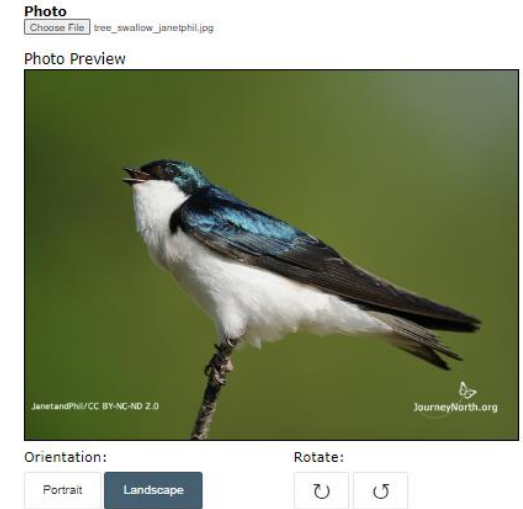 Photo
Choose File tree_swallow_janetphil.jpg
Photo Preview
JanetandPhil/CC BY-NC-ND 2.0
JourneyNorth.org
Orientation:
Rotate:
Portrait
Landscape